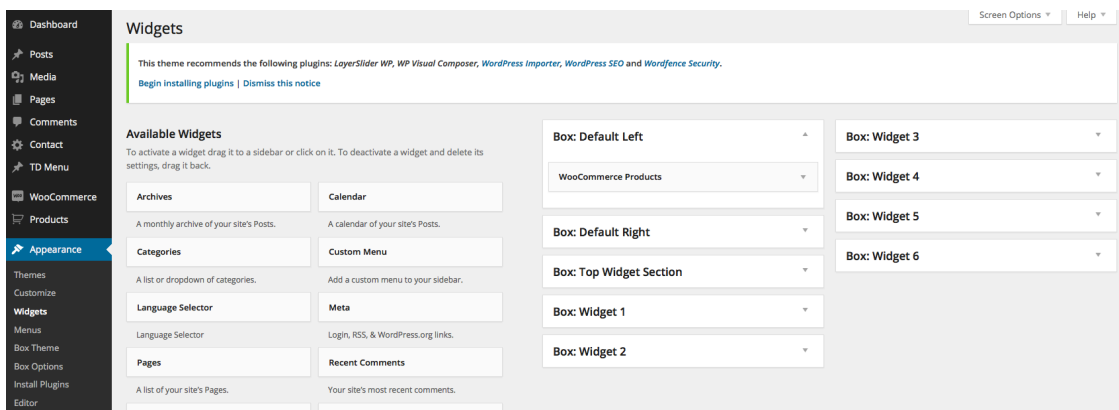 Dashboard
Posts
Media
Pages
Comments
Contact
TD Menu
WooCommerce
Products
Appearance
Themes
Customize
Widgets
Menus
Box Theme
Box Options
Install Plugins
Editor
Screen Options
Help
Widgets
This theme recommends the following plugins: LayerSlider WP, WP Visual Composer, WordPress Importer, WordPress SEO and Wordfence Security.
Begin installing plugins | Dismiss this notice
Available Widgets
To activate a widget drag it to a sidebar or click on it. To deactivate a widget and delete its
settings, drag it back.
Archives
A monthly archive of your site's Posts.
Calendar
A calendar of your site's Posts.
Categories
A list or dropdown of categories.
Custom Menu
Add a custom menu to your sidebar.
Language Selector
Language Selector
Meta
Login, RSS, & WordPress.org links.
Pages
A list of your site's Pages.
Recent Comments
Your site's most recent comments.
Box: Default Left
WooCommerce Products
Box: Default Right
Box: Top Widget Section
Box: Widget 1
Box: Widget 2
Box: Widget 3
Box: Widget 4
Box: Widget 5
Box: Widget 6